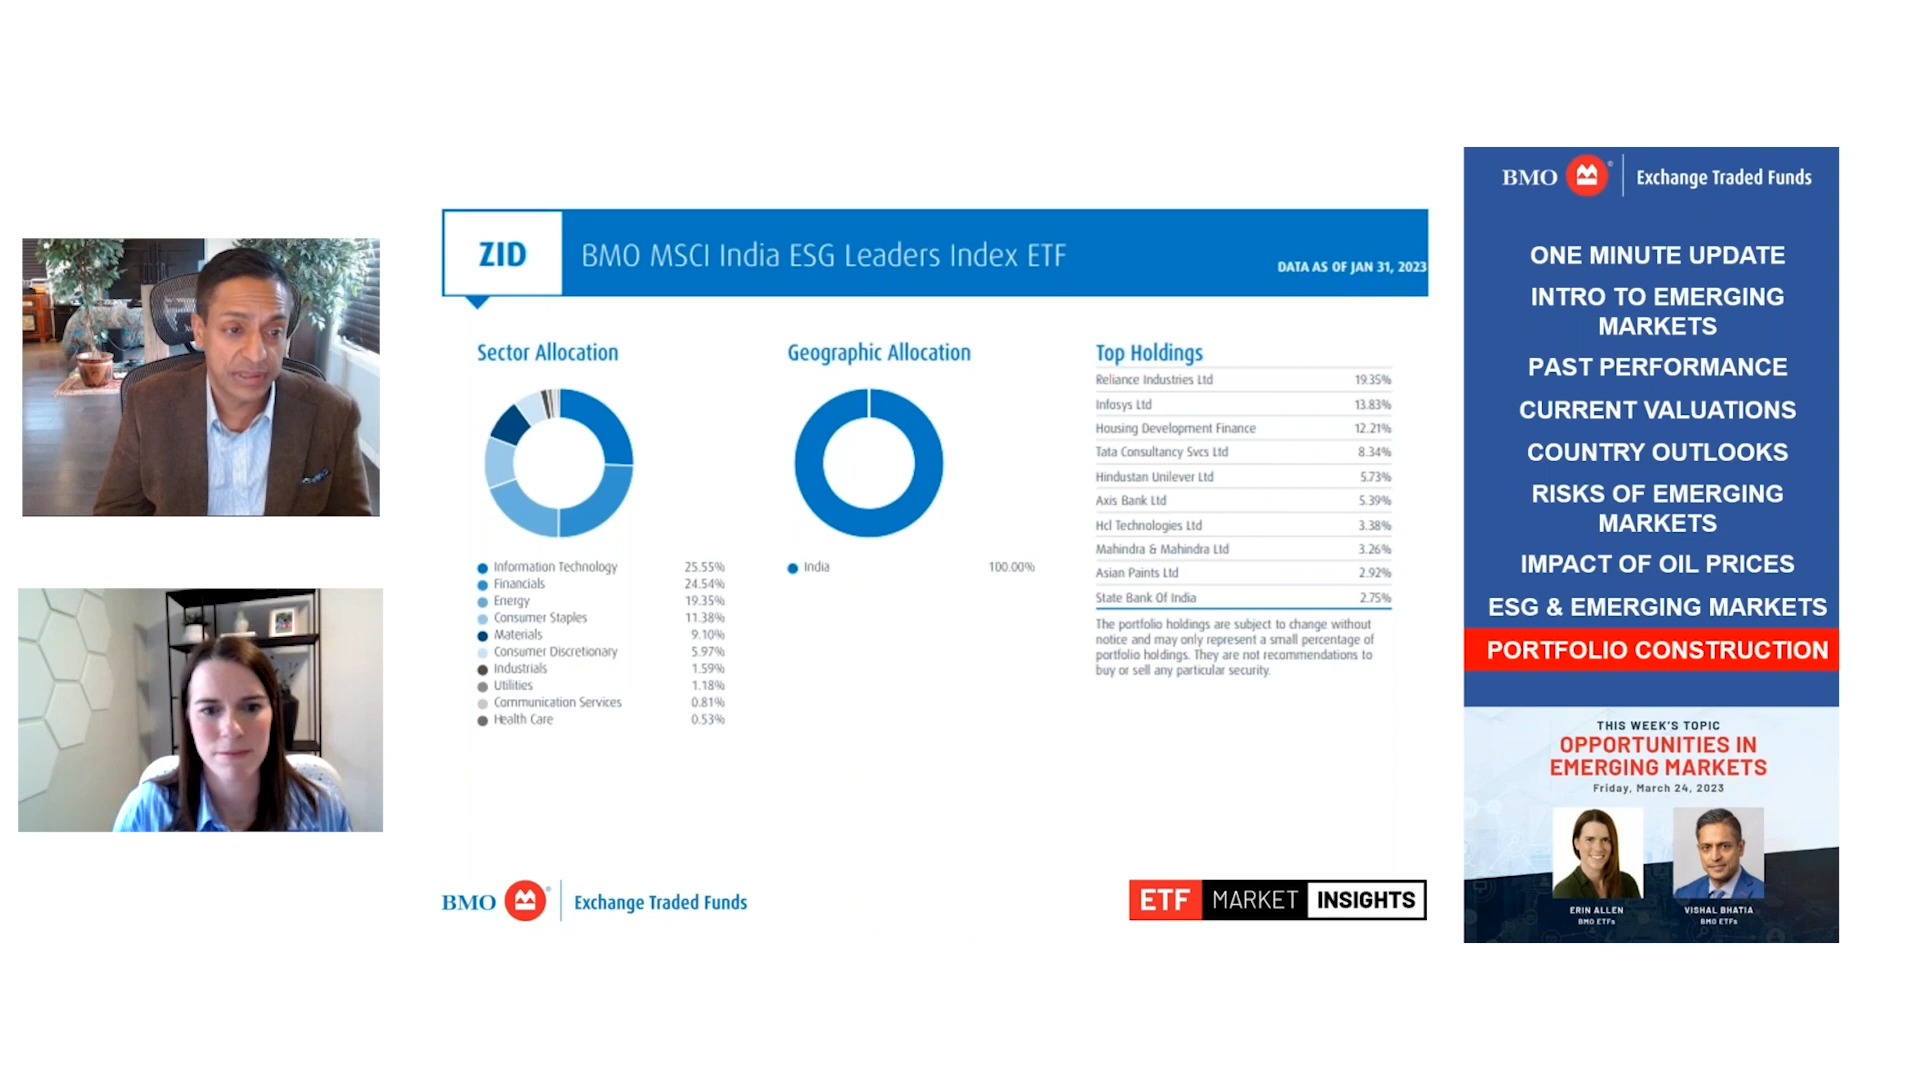 ZID
BMO MSCI India ESG Leaders Index ETF
DATA AS OF JAN 31, 2023
Sector Allocation
Information Technology 25.55%
Financials 24.54%
Energy 19.35%
Consumer Staples 11.38%
Materials 9.10%
Consumer Discretionary 5.97%
Industrials 1.59%
Utilities 1.18%
Communication Services 0.81%
Health Care 0.53%
Geographic Allocation
India 100.00%
Top Holdings
Reliance Industries Ltd 19.35%
Infosys Ltd 13.83%
Housing Development Finance 12.21%
Tata Consultancy Svcs Ltd 8.34%
Hindustan Unilever Ltd 5.73%
Axis Bank Ltd 5.39%
Hcl Technologies Ltd 3.38%
Mahindra & Mahindra Ltd 3.26%
Asian Paints Ltd 2.92%
State Bank Of India 2.75%
The portfolio holdings are subject to change without
notice and may only represent a small percentage of
portfolio holdings. They are not recommendations to
buy or sell any particular security.
BMO ® Exchange Traded Funds
ETF MARKET INSIGHTS
BMO ® Exchange Traded Funds
ONE MINUTE UPDATE
INTRO TO EMERGING
MARKETS
PAST PERFORMANCE
CURRENT VALUATIONS
COUNTRY OUTLOOKS
RISKS OF EMERGING
MARKETS
IMPACT OF OIL PRICES
ESG & EMERGING MARKETS
PORTFOLIO CONSTRUCTION
THIS WEEK'S TOPIC
OPPORTUNITIES IN
EMERGING MARKETS
Friday, March 24, 2023
ERIN ALLEN
BMO ETFs
VISHAL BHATIA
BMO ETFs